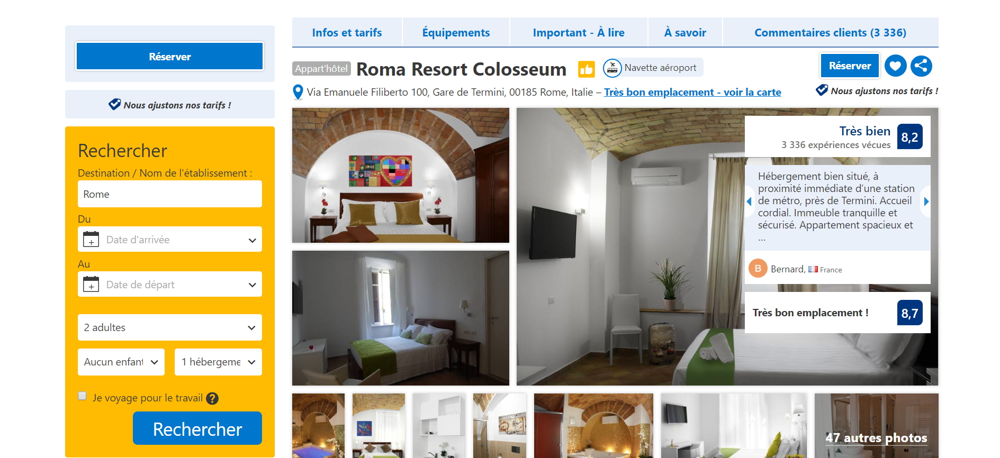 Réserver
Nous ajustons nos tarifs !
Rechercher
Destination / Nom de l'établissement :
Rome
Du
Date d'arrivée
Au
Date de départ
2 adultes
Aucun enfant
1 hébergeme
Je voyage pour le travail ?
Rechercher
Infos et tarifs
Équipements
Important - À lire
À savoir
Commentaires clients (3 336)
Appart'hôtel Roma Resort Colosseum
Navette aéroport
Réserver
Via Emanuele Filiberto 100, Gare de Termini, 00185 Rome, Italie – Très bon emplacement - voir la carte
Nous ajustons nos tarifs !
Très bien
3 336 expériences vécues
8,2
Hébergement bien situé, à
proximité immédiate d’une station
de métro, près de Termini. Accueil
cordial. Immeuble tranquille et
sécurisé. Appartement spacieux et
...
B
Bernard, France
Très bon emplacement !
8,7
47 autres photos